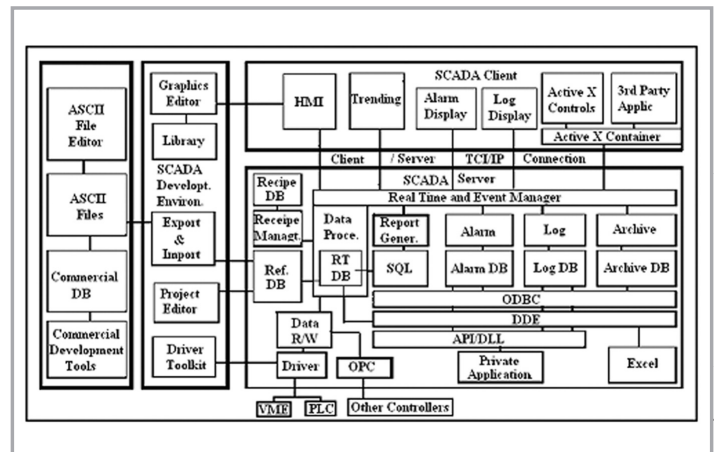 ASCII
File
Editor
ASCII
Files
Commercial
DB
Commercial
Development
Tools
Graphics
Editor
Library
SCADA
Developt.
Environ.
Export
&
Import
Project
Editor
Driver
Toolkit
SCADA Client
HMI
Trending
Alarm
Display
Log
Display
Active X
Controls
3rd Party
Applic
Active X Container
Client / Server TCI/IP Connection
SCADA Server
Recipe
DB
Real Time and Event Manager
Receipe
Managt.
Data
Proce.
Report
Gener.
Alarm
Log
Archive
Ref.
DB
RT
DB
SQL
Alarm DB
Log DB
Archive DB
ODBC
DDE
Data
R/W
API/DLL
Driver
OPC
Private
Application
Excel
VME
PLC
Other Controllers